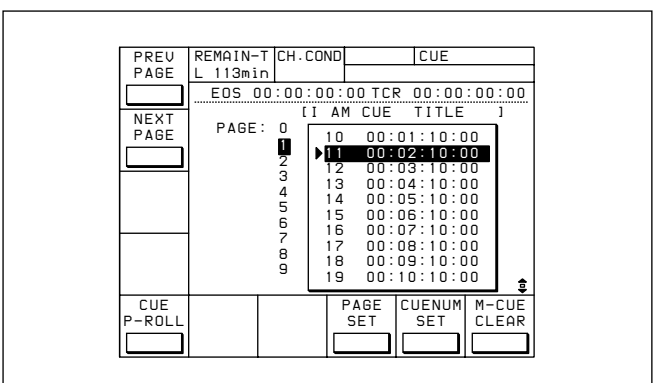 PREV PAGE
REMAIN-T CH.COND CUE
L 113min
EOS 00:00:00:00 TCR 00:00:00:00
[I AM CUE TITLE ]
NEXT PAGE
PAGE: 0
1
2
3
4
5
6
7
8
9
10 00:01:10:00
11 00:02:10:00
12 00:03:10:00
13 00:04:10:00
14 00:05:10:00
15 00:06:10:00
16 00:07:10:00
17 00:08:10:00
18 00:09:10:00
19 00:10:10:00
CUE P-ROLL
PAGE SET
CUENUM SET
M-CUE CLEAR